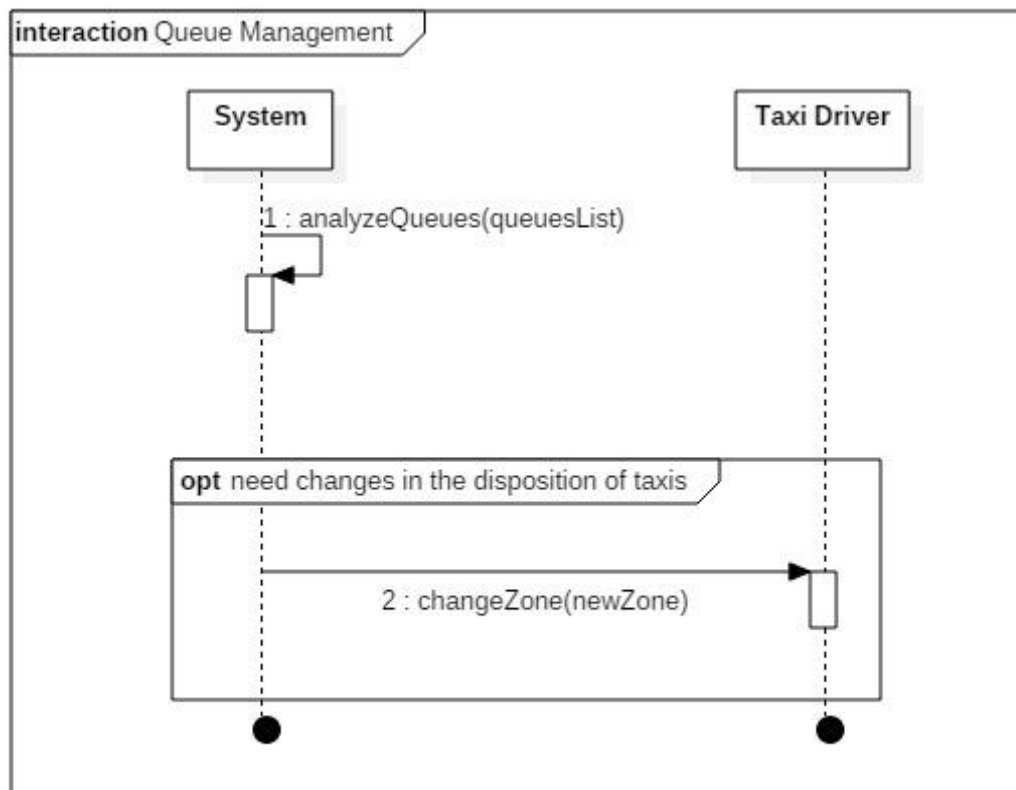 interaction Queue Management
System
Taxi Driver
1 : analyzeQueues(queuesList)
opt need changes in the disposition of taxis
2 : changeZone(newZone)